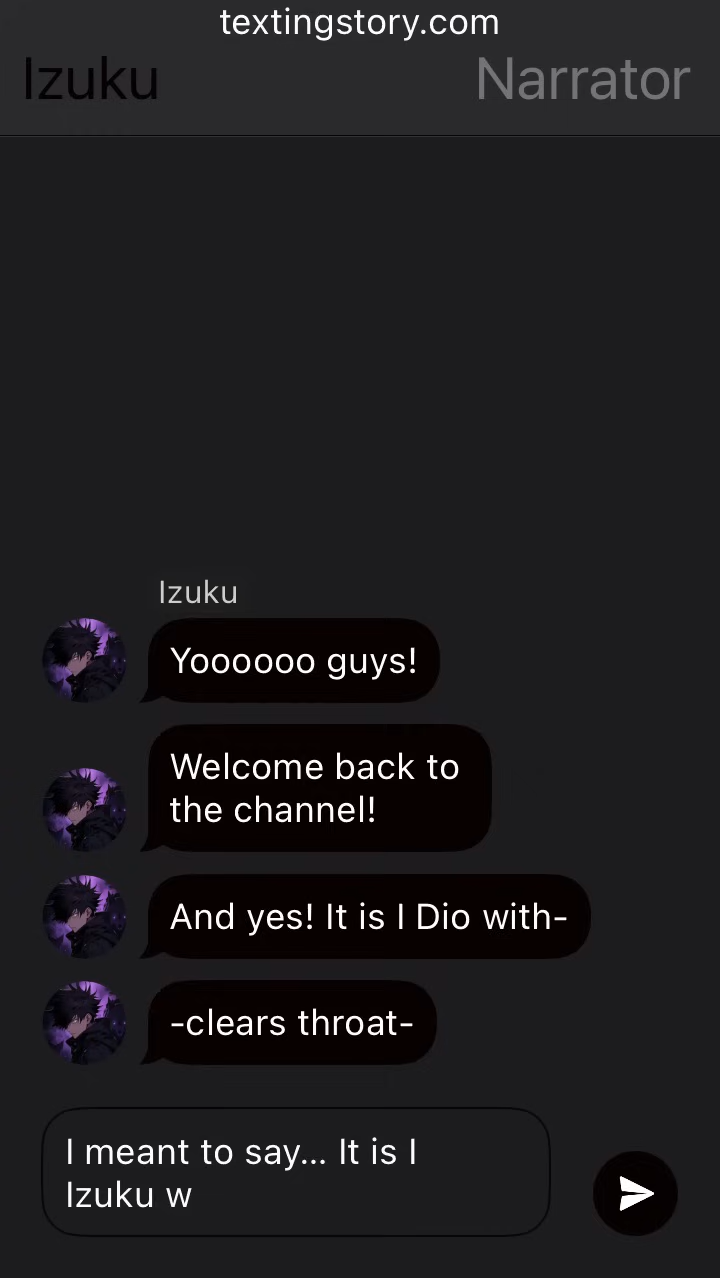 textingstory.com
Izuku
Narrator
Izuku
Yoooooo guys!
Welcome back to
the channel!
And yes! It is I Dio with-
-clears throat-
I meant to say... It is I
Izuku w